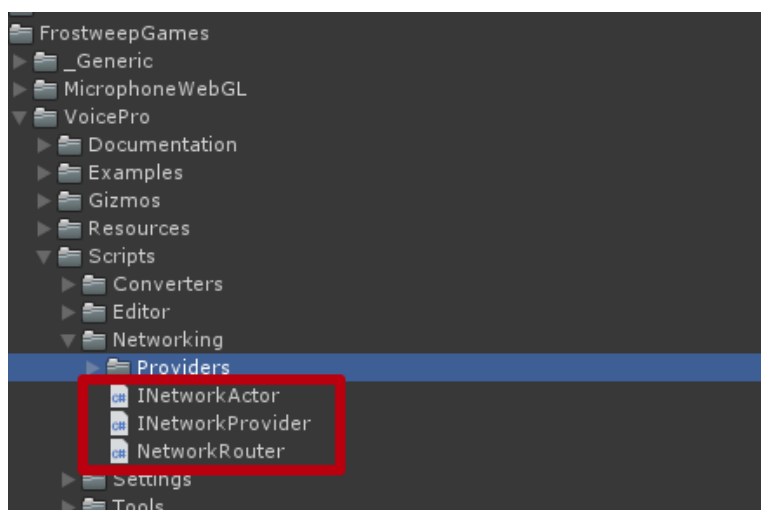 FrostweepGames
_Generic
MicrophoneWebGL
VoicePro
Documentation
Examples
Gizmos
Resources
Scripts
Converters
Editor
Networking
Providers
c# INetworkActor
c# INetworkProvider
c# NetworkRouter
Settings
Tools